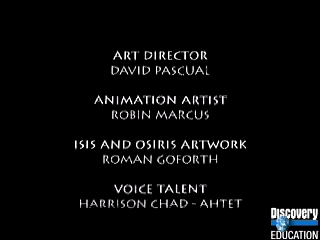 ART DIRECTOR
DAVID PASCUAL
ANIMATION ARTIST
ROBIN MARCUS
ISIS AND OSIRIS ARTWORK
ROMAN GOFORTH
VOICE TALENT
HARRISON CHAD - AHTET
Discovery
EDUCATION